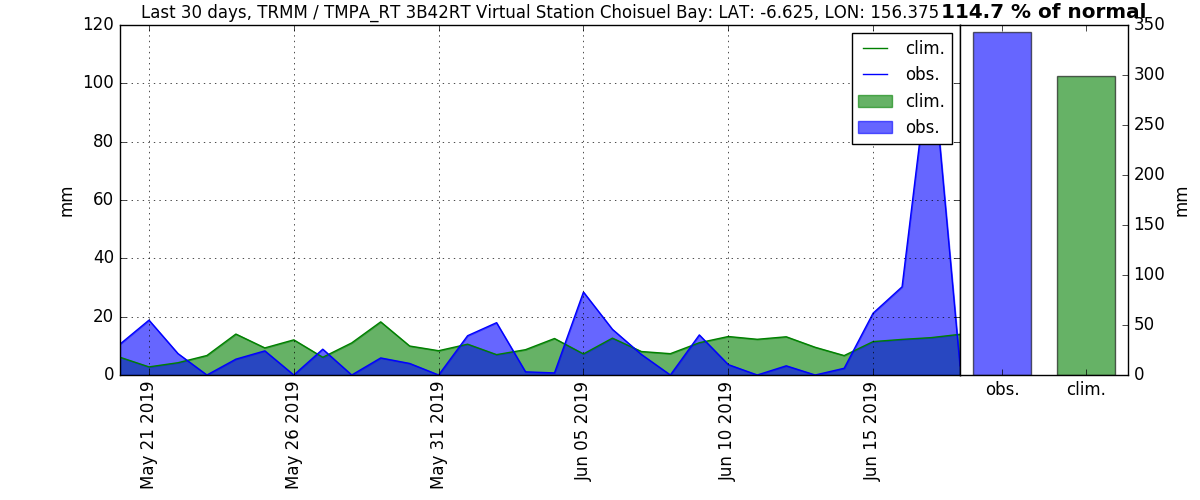 Last 30 days, TRMM / TMPA_RT 3B42RT Virtual Station Choisuel Bay: LAT: -6.625, LON: 156.375
114.7 % of normal
clim.
obs.
clim.
obs.
120
100
80
60
40
20
0
mm
May 21 2019
May 26 2019
May 31 2019
Jun 05 2019
Jun 10 2019
Jun 15 2019
350
300
250
200
150
100
50
0
mm
obs.
clim.